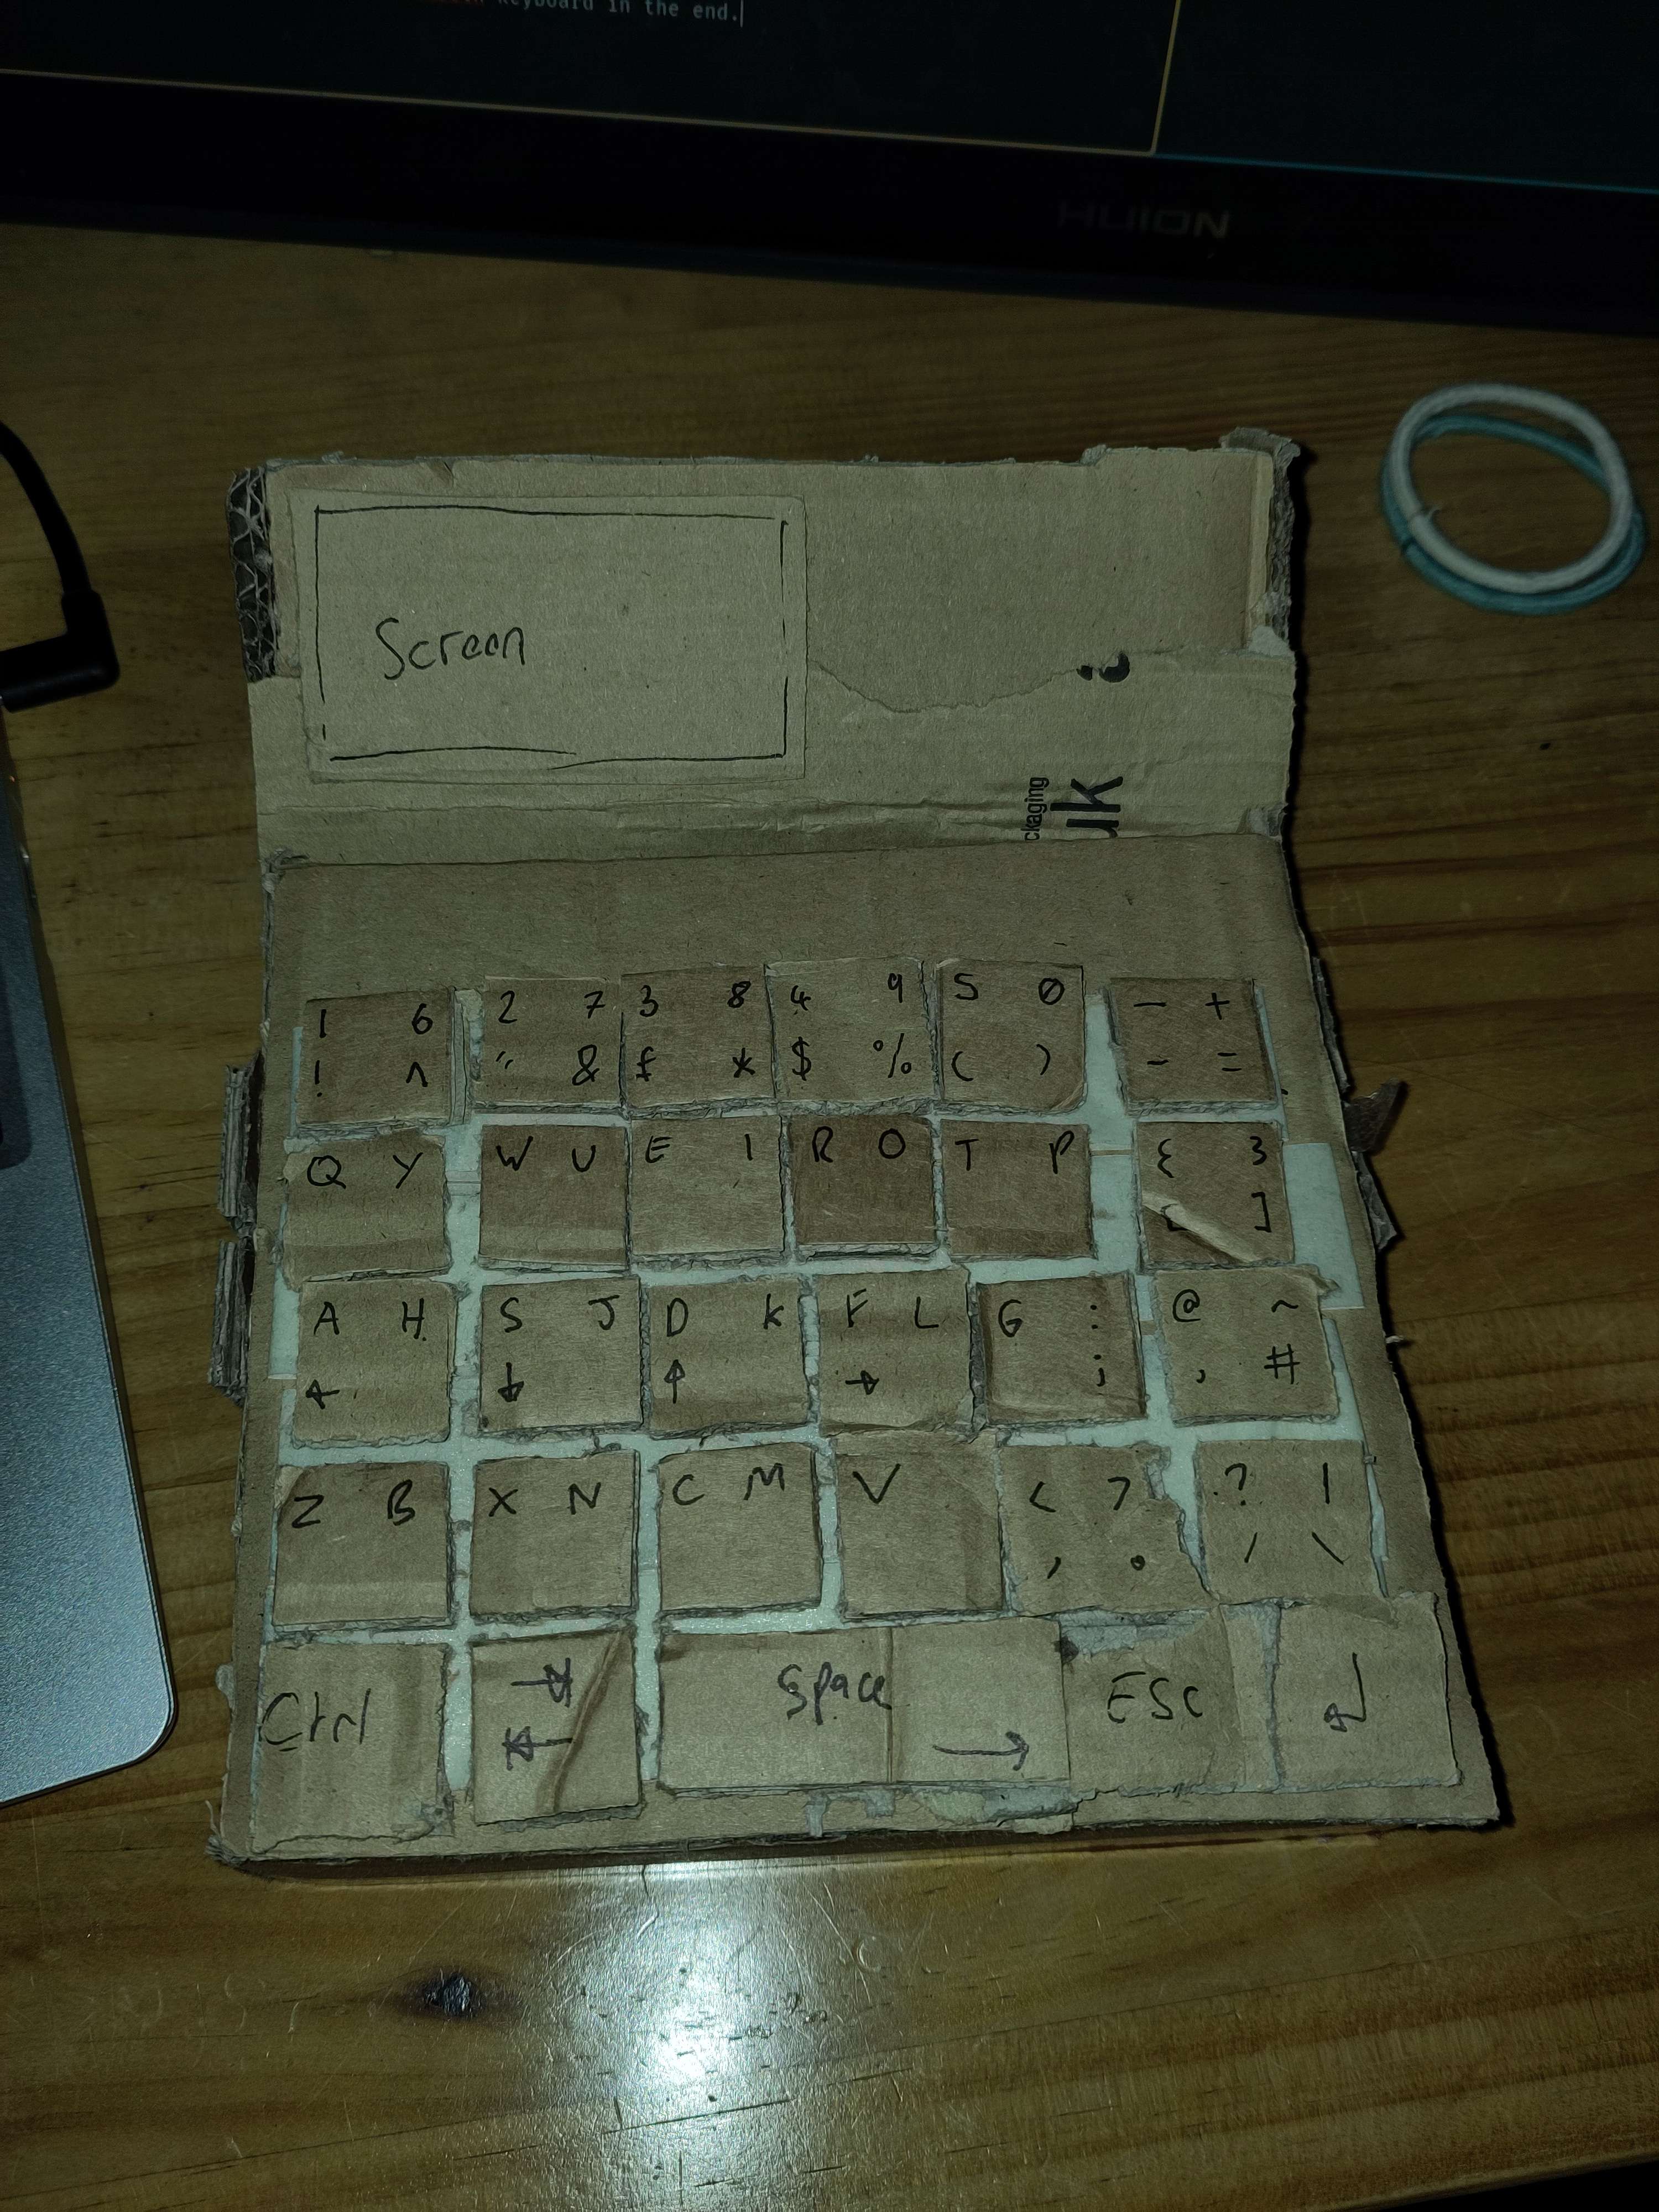 keyboard in the end.
HUION
Screen
ckaging
uk
1 6 2 7 3 8 4 9 5 0 - +
! ^ " & £ * $ % ( ) - =
Q Y W U E I R O T P { }
[ ]
A H S J D K F L G : @ ~
← ↓ ↑ → ; , #
Z B X N C M V < > ? |
, . / \
Ctrl ⇥ Space ESC ↵
⇤ →